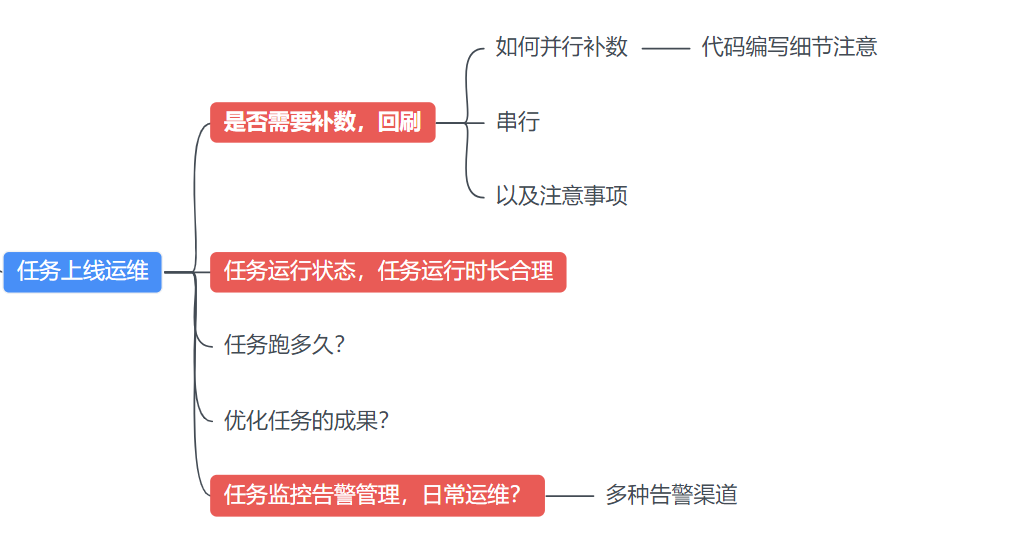 如何并行补数
代码编写细节注意
是否需要补数，回刷
串行
以及注意事项
任务上线运维
任务运行状态，任务运行时长合理
任务跑多久？
优化任务的成果？
任务监控告警管理，日常运维？
多种告警渠道